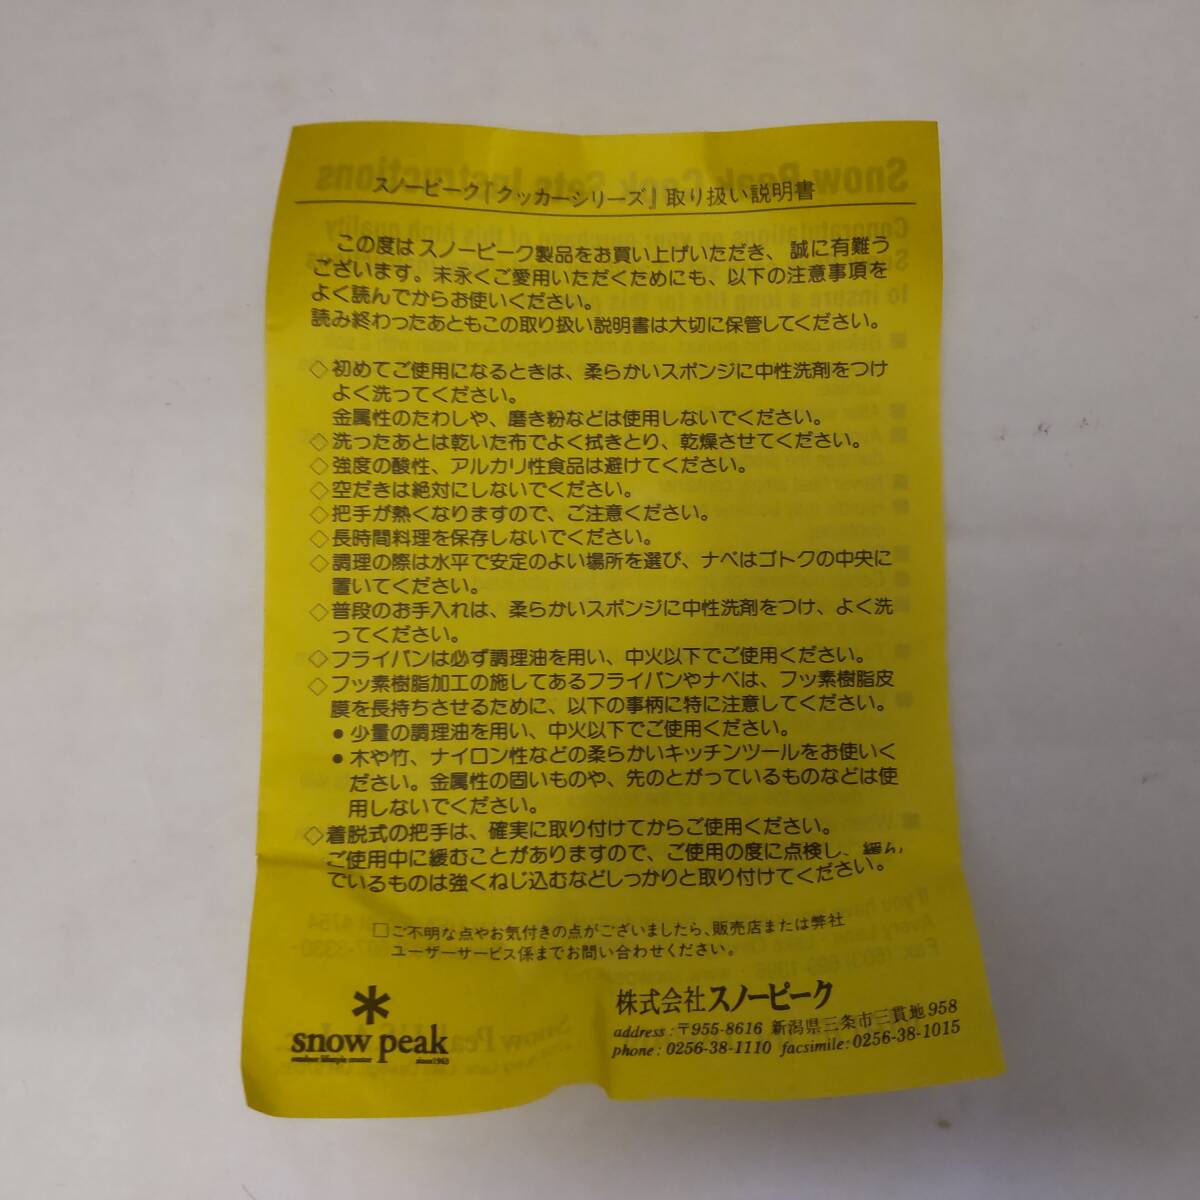 スノーピーク『クッカーシリーズ』取り扱い説明書
この度はスノーピーク製品をお買い上げいただき、誠に有難う
ございます。末永くご愛用いただくためにも、以下の注意事項を
よく読んでからお使いください。
読み終わったあともこの取り扱い説明書は大切に保管してください。
◇初めてご使用になるときは、柔らかいスポンジに中性洗剤をつけ
よく洗ってください。
金属性のたわしや、磨き粉などは使用しないでください。
◇洗ったあとは乾いた布でよく拭きとり、乾燥させてください。
◇強度の酸性、アルカリ性食品は避けてください。
◇空だきは絶対にしないでください。
◇把手が熱くなりますので、ご注意ください。
◇長時間料理を保存しないでください。
◇調理の際は水平で安定のよい場所を選び、ナベはゴトクの中央に
置いてください。
◇普段のお手入れは、柔らかいスポンジに中性洗剤をつけ、よく洗
ってください。
◇フライパンは必ず調理油を用い、中火以下でご使用ください。
◇フッ素樹脂加工の施してあるフライパンやナベは、フッ素樹脂皮
膜を長持ちさせるために、以下の事柄に特に注意してください。
●少量の調理油を用い、中火以下でご使用ください。
●木や竹、ナイロン性などの柔らかいキッチンツールをお使いく
ださい。金属性の固いものや、先のとがっているものなどは使
用しないでください。
◇着脱式の把手は、確実に取り付けてからご使用ください。
ご使用中に緩むことがありますので、ご使用の度に点検し、緩ん
でいるものは強くねじ込むなどしっかりと取り付けてください。
□ご不明な点やお気付きの点がございましたら、販売店または弊社
ユーザーサービス係までお問い合わせください。
snow peak
outdoor lifestyle creator since1963
株式会社スノーピーク
address:〒955-8616 新潟県三条市三貫地958
phone:0256-38-1110 facsimile:0256-38-1015